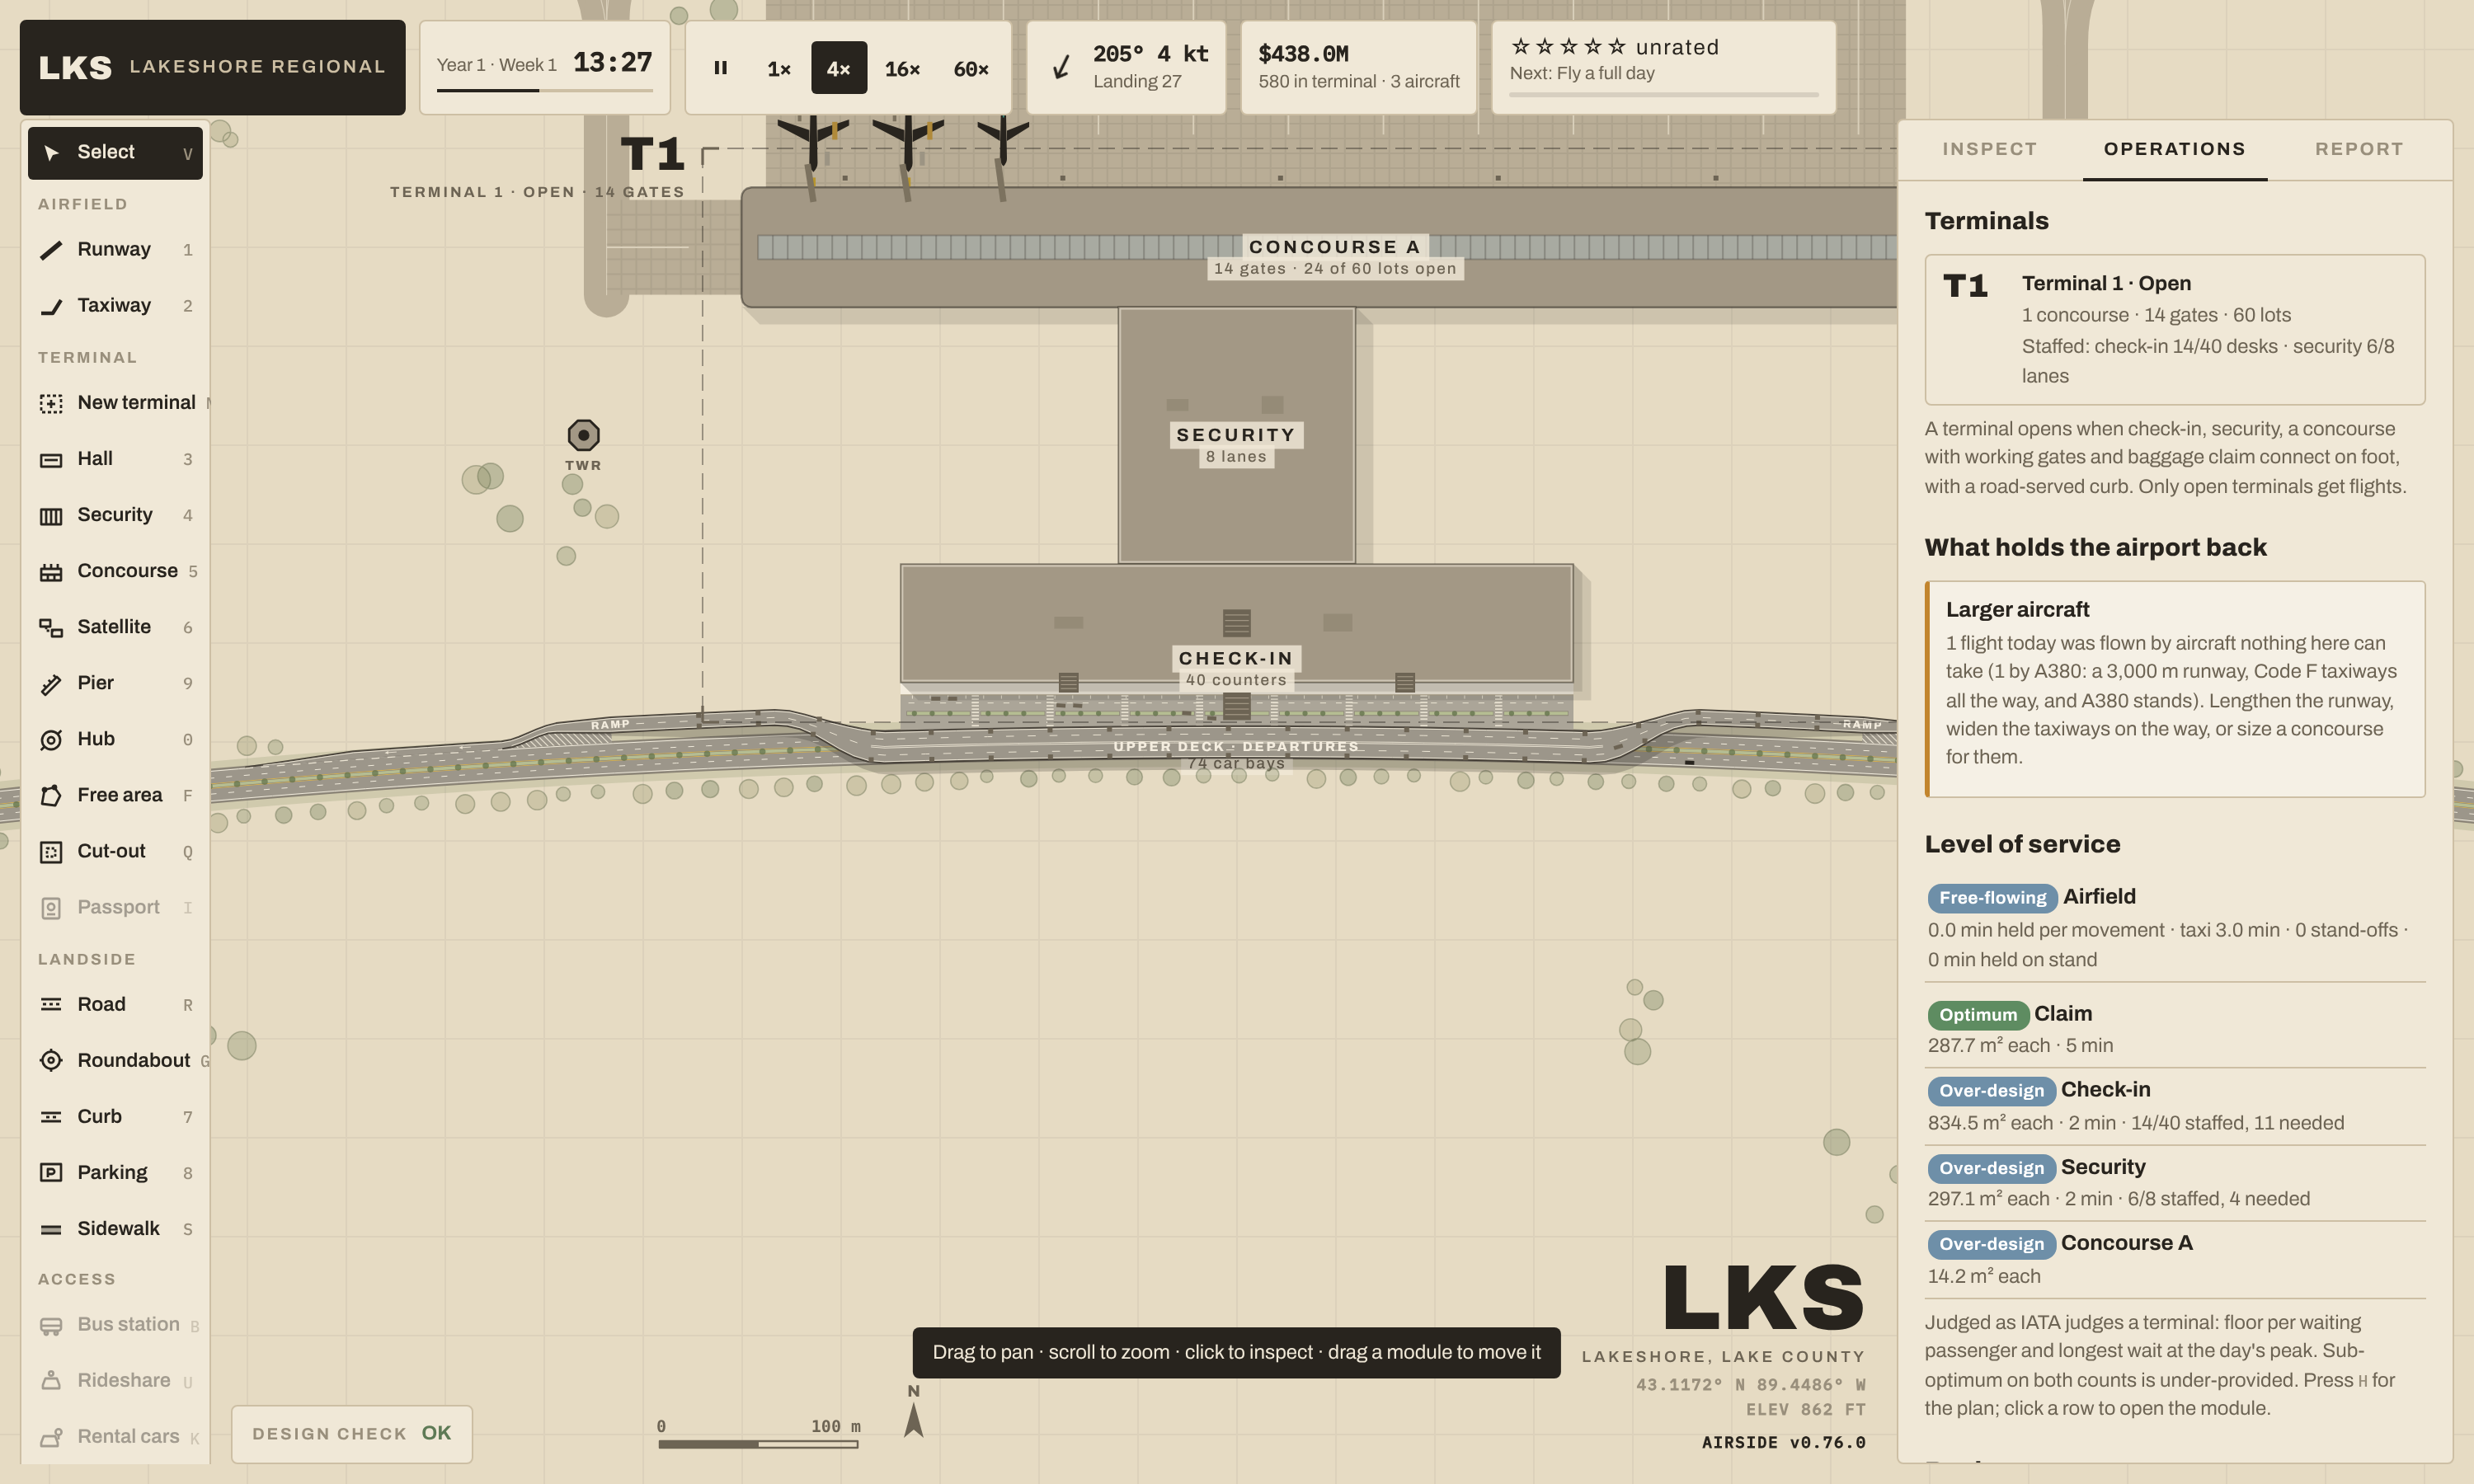 LKS LAKESHORE REGIONAL
Year 1 · Week 1 13:27
1× 4× 16× 60×
205° 4 kt
Landing 27
$438.0M
580 in terminal · 3 aircraft
☆☆☆☆☆ unrated
Next: Fly a full day
Select V
AIRFIELD
Runway 1
Taxiway 2
TERMINAL
New terminal
Hall 3
Security 4
Concourse 5
Satellite 6
Pier 9
Hub 0
Free area F
Cut-out Q
Passport I
LANDSIDE
Road R
Roundabout G
Curb 7
Parking 8
Sidewalk S
ACCESS
Bus station B
Rideshare U
Rental cars K
T1
TERMINAL 1 · OPEN · 14 GATES
CONCOURSE A
14 gates · 24 of 60 lots open
TWR
SECURITY
8 lanes
CHECK-IN
40 counters
RAMP
UPPER DECK · DEPARTURES
74 car bays
RAMP
DESIGN CHECK OK
0 100 m
N
Drag to pan · scroll to zoom · click to inspect · drag a module to move it
LKS
LAKESHORE, LAKE COUNTY
43.1172° N 89.4486° W
ELEV 862 FT
AIRSIDE v0.76.0
INSPECT OPERATIONS REPORT
Terminals
T1 Terminal 1 · Open
1 concourse · 14 gates · 60 lots
Staffed: check-in 14/40 desks · security 6/8
lanes
A terminal opens when check-in, security, a concourse
with working gates and baggage claim connect on foot,
with a road-served curb. Only open terminals get flights.
What holds the airport back
Larger aircraft
1 flight today was flown by aircraft nothing here can
take (1 by A380: a 3,000 m runway, Code F taxiways
all the way, and A380 stands). Lengthen the runway,
widen the taxiways on the way, or size a concourse
for them.
Level of service
Free-flowing Airfield
0.0 min held per movement · taxi 3.0 min · 0 stand-offs ·
0 min held on stand
Optimum Claim
287.7 m² each · 5 min
Over-design Check-in
834.5 m² each · 2 min · 14/40 staffed, 11 needed
Over-design Security
297.1 m² each · 2 min · 6/8 staffed, 4 needed
Over-design Concourse A
14.2 m² each
Judged as IATA judges a terminal: floor per waiting
passenger and longest wait at the day's peak. Sub-
optimum on both counts is under-provided. Press H for
the plan; click a row to open the module.